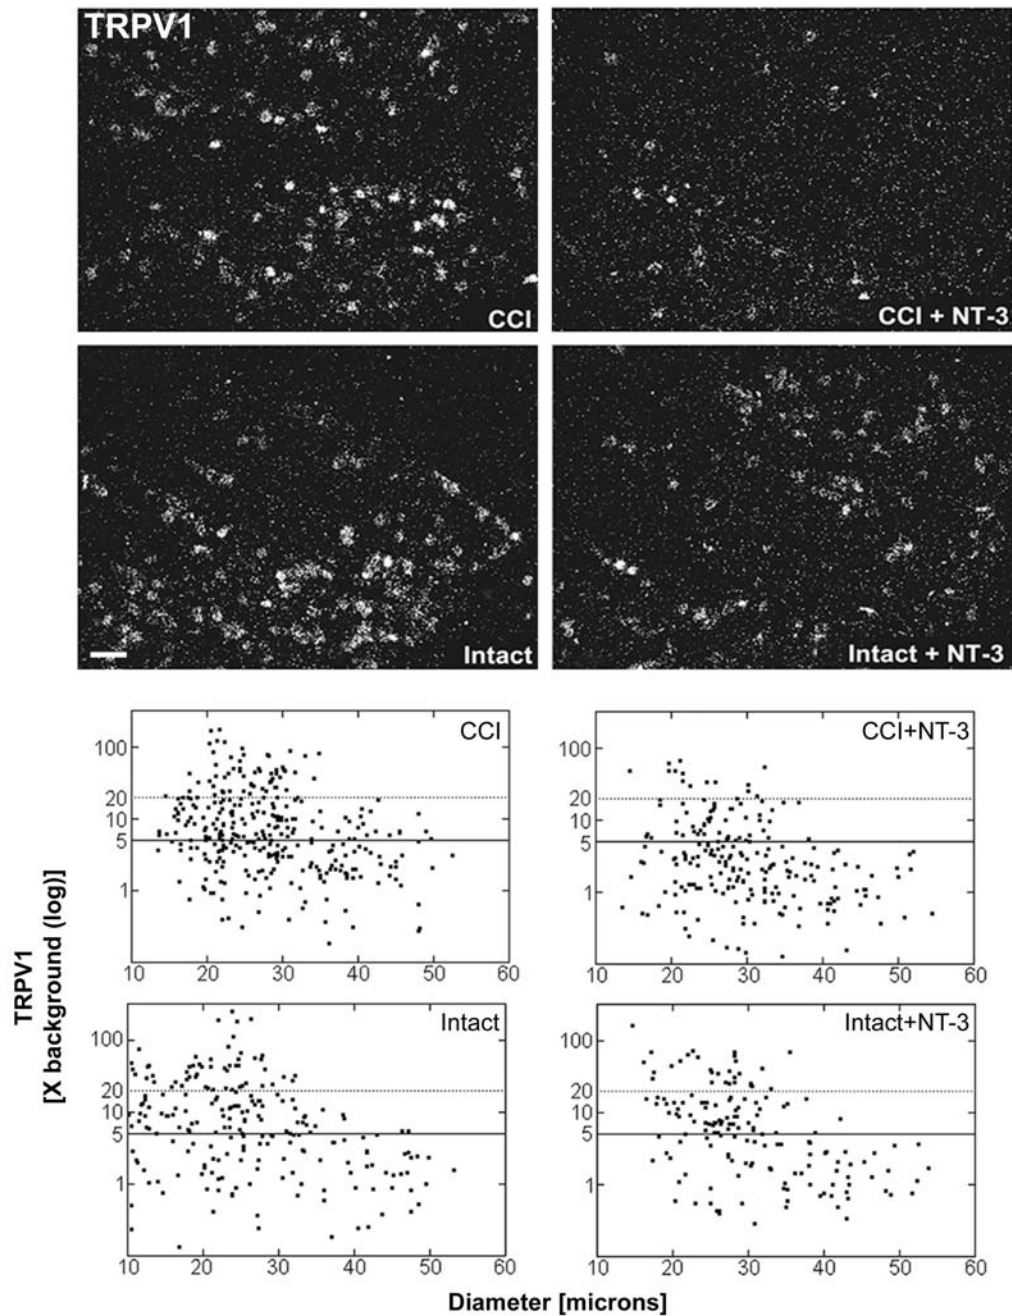 TRPV1
CCI
CCI + NT-3
Intact
Intact + NT-3
CCI
100
20
10
5
1
10 20 30 40 50 60
CCI+NT-3
100
20
10
5
1
10 20 30 40 50 60
Intact
100
20
10
5
1
10 20 30 40 50 60
Intact+NT-3
100
20
10
5
1
10 20 30 40 50 60
TRPV1
[X background (log)]
Diameter [microns]